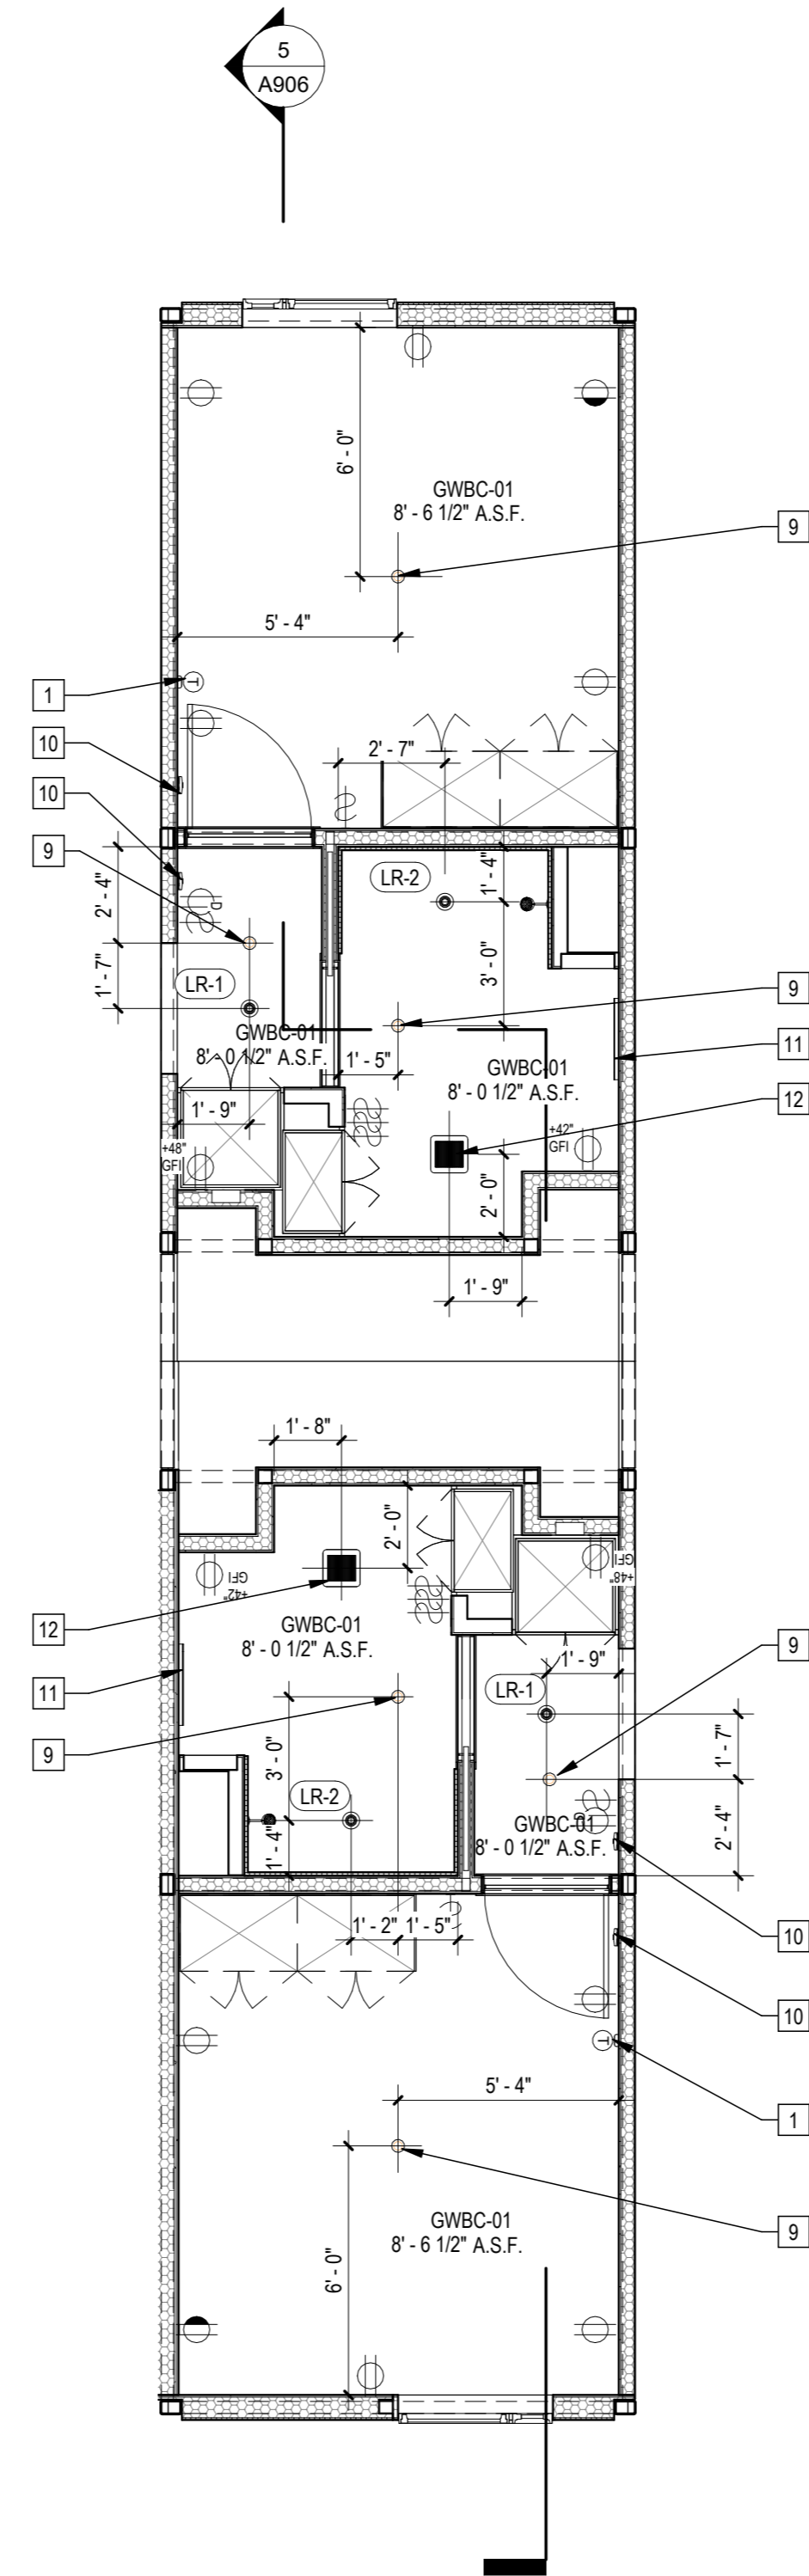 5
A906
6' - 0"
GWBC-01
8' - 6 1/2" A.S.F.
9
5' - 4"
1
10
2' - 7"
10
9
LR-2
1' - 4"
2' - 4"
D
3' - 0"
LR-1
1' - 7"
9
GWBC-01
8' - 0 1/2" A.S.F.
1' - 5"
11
GWBC-01
8' - 0 1/2" A.S.F.
12
1' - 9"
+48"
GFI
+42"
GFI
2' - 0"
1' - 9"
1' - 8"
2' - 0"
GFI
+42"
GFI
+48"
12
GWBC-01
8' - 0 1/2" A.S.F.
9
11
1' - 9"
LR-1
9
3' - 0"
1' - 7"
LR-2
D
GWBC-01
8' - 0 1/2" A.S.F.
2' - 4"
1' - 4"
1' - 2"
1' - 5"
10
10
T
5' - 4"
1
GWBC-01
8' - 6 1/2" A.S.F.
9
6' - 0"
T